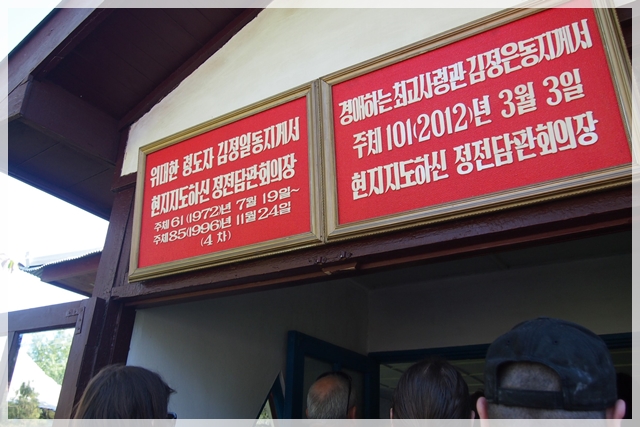 위대한 령도자 김정일동지께서
현지지도하신 정전담판회의장
주체61(1972)년 7월 19일~
주체85(1996)년 11월 24일
(4 차)
경애하는 최고사령관 김정은동지께서
주체 101(2012)년 3월 3일
현지지도하신 정전담판회의장